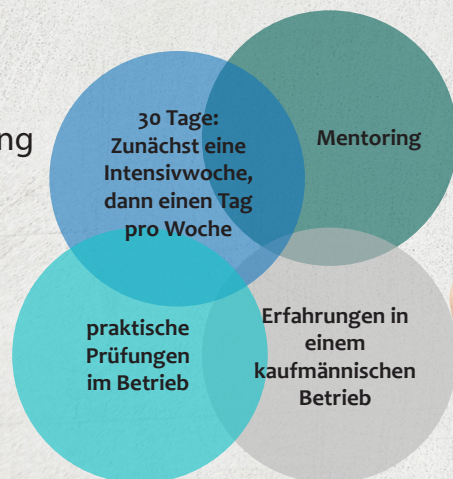 ng
30 Tage:
Zunächst eine
Intensivwoche,
dann einen Tag
pro Woche
Mentoring
praktische
Prüfungen
im Betrieb
Erfahrungen in
einem
kaufmännischen
Betrieb